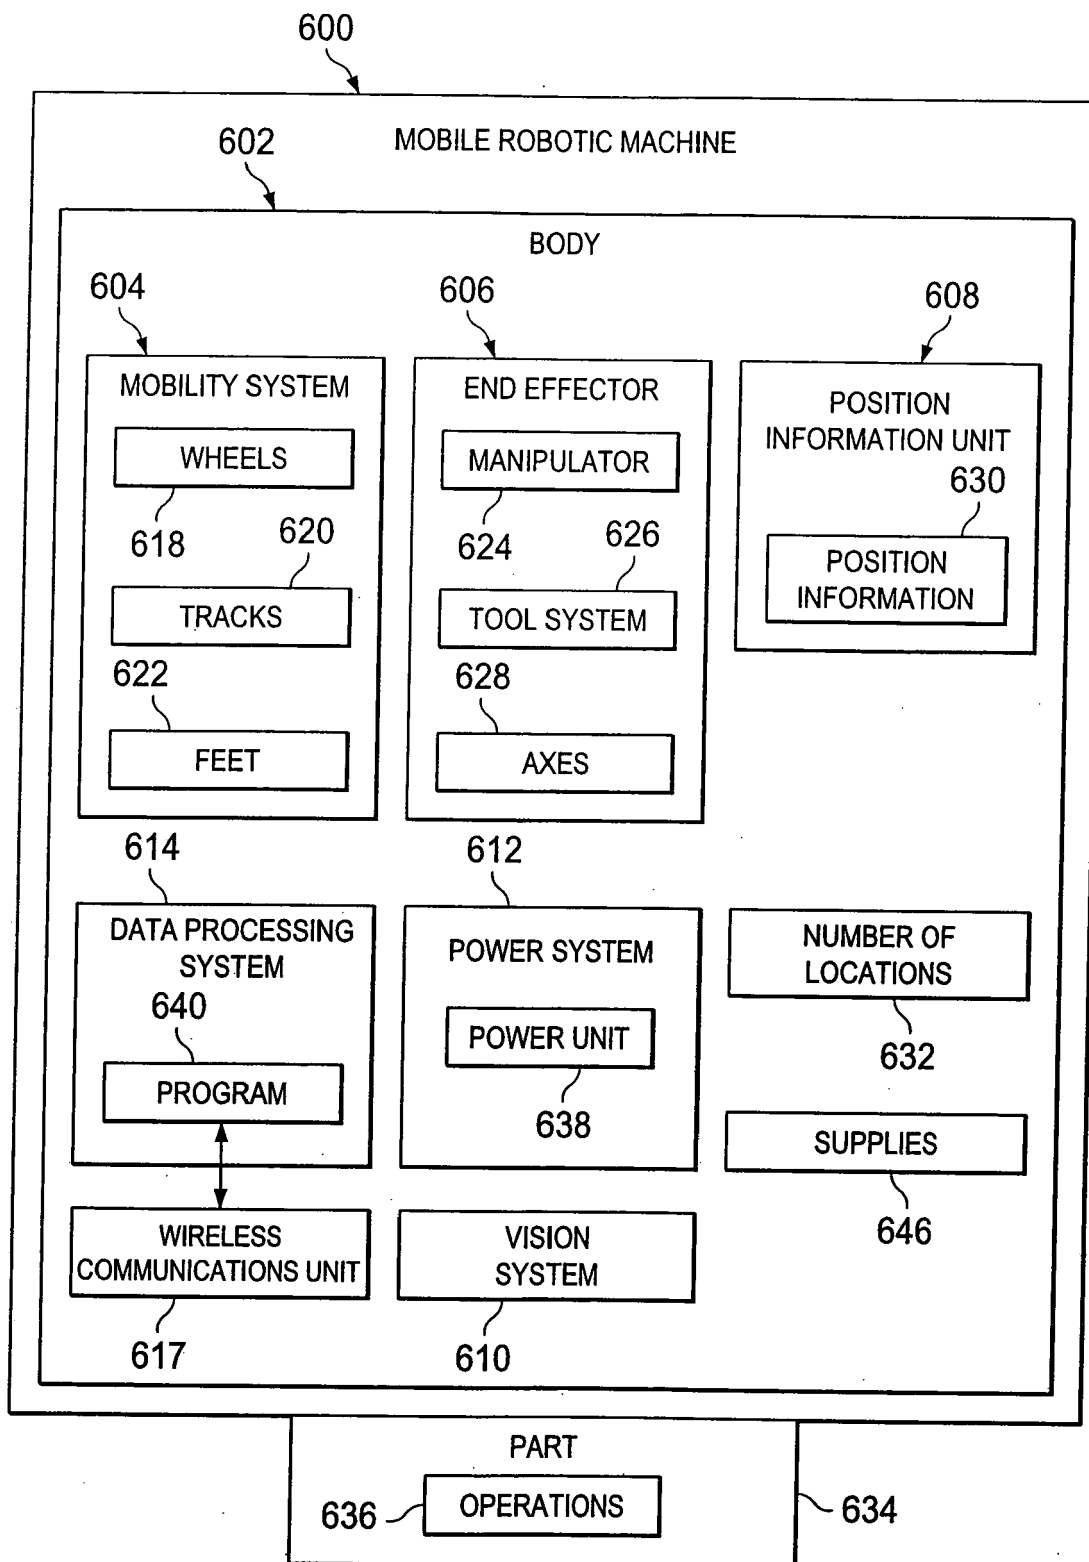 600
MOBILE ROBOTIC MACHINE
602
BODY
604
606
608
MOBILITY SYSTEM
WHEELS
618
620
TRACKS
622
FEET
END EFFECTOR
MANIPULATOR
624
626
TOOL SYSTEM
628
AXES
POSITION
INFORMATION UNIT
630
POSITION
INFORMATION
614
DATA PROCESSING
SYSTEM
640
PROGRAM
612
POWER SYSTEM
POWER UNIT
638
NUMBER OF
LOCATIONS
632
SUPPLIES
646
WIRELESS
COMMUNICATIONS UNIT
617
VISION
SYSTEM
610
PART
636
OPERATIONS
634